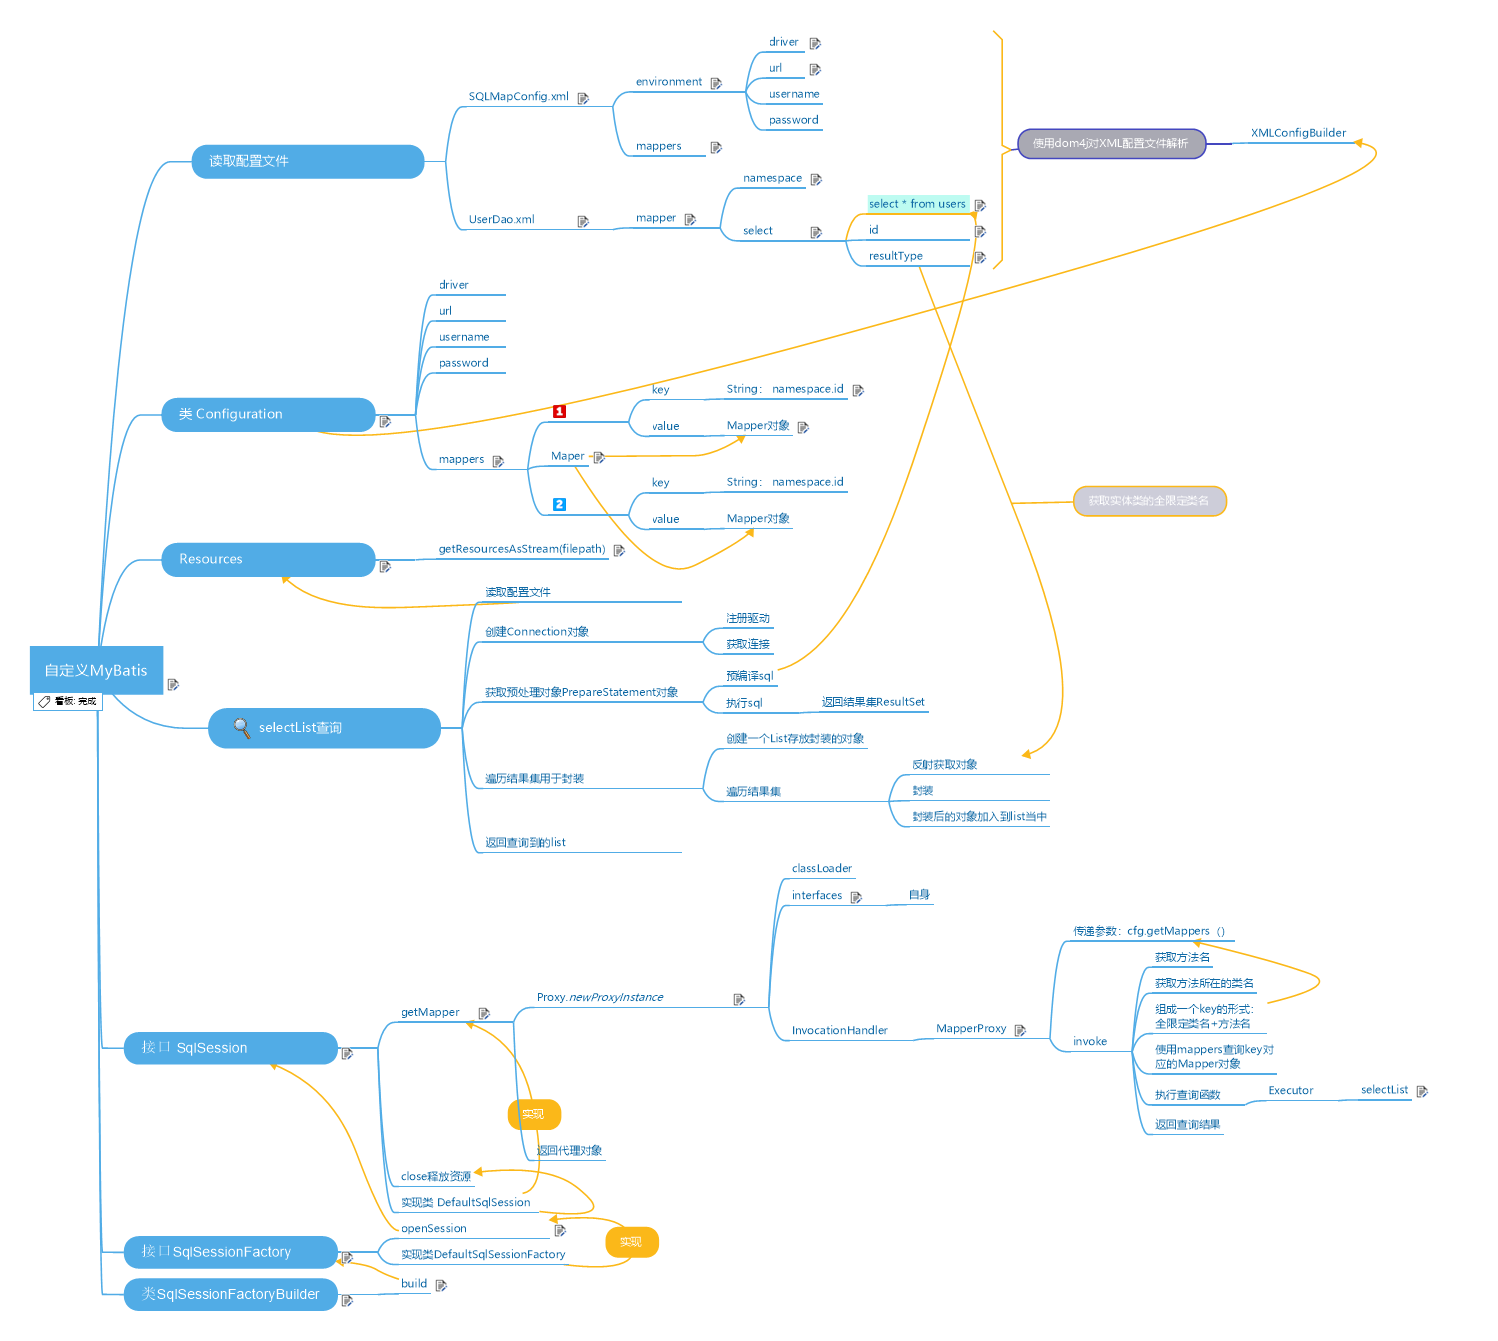 自定义MyBatis
看板: 完成
读取配置文件
SQLMapConfig.xml
environment
driver
url
username
password
mappers
UserDao.xml
mapper
namespace
select
select * from users
id
resultType
使用dom4j对XML配置文件解析
XMLConfigBuilder
类 Configuration
driver
url
username
password
mappers
1
key
String： namespace.id
value
Mapper对象
Maper
2
key
String： namespace.id
value
Mapper对象
获取实体类的全限定类名
Resources
getResourcesAsStream(filepath)
selectList查询
读取配置文件
创建Connection对象
注册驱动
获取连接
获取预处理对象PrepareStatement对象
预编译sql
执行sql
返回结果集ResultSet
遍历结果集用于封装
创建一个List存放封装的对象
遍历结果集
反射获取对象
封装
封装后的对象加入到list当中
返回查询到的list
接口 SqlSession
getMapper
Proxy.newProxyInstance
classLoader
interfaces
自身
InvocationHandler
MapperProxy
传递参数：cfg.getMappers（）
invoke
获取方法名
获取方法所在的类名
组成一个key的形式:
全限定类名+方法名
使用mappers查询key对
应的Mapper对象
执行查询函数
Executor
selectList
返回查询结果
实现
返回代理对象
close释放资源
实现类 DefaultSqlSession
接口SqlSessionFactory
openSession
实现类DefaultSqlSessionFactory
实现
类SqlSessionFactoryBuilder
build